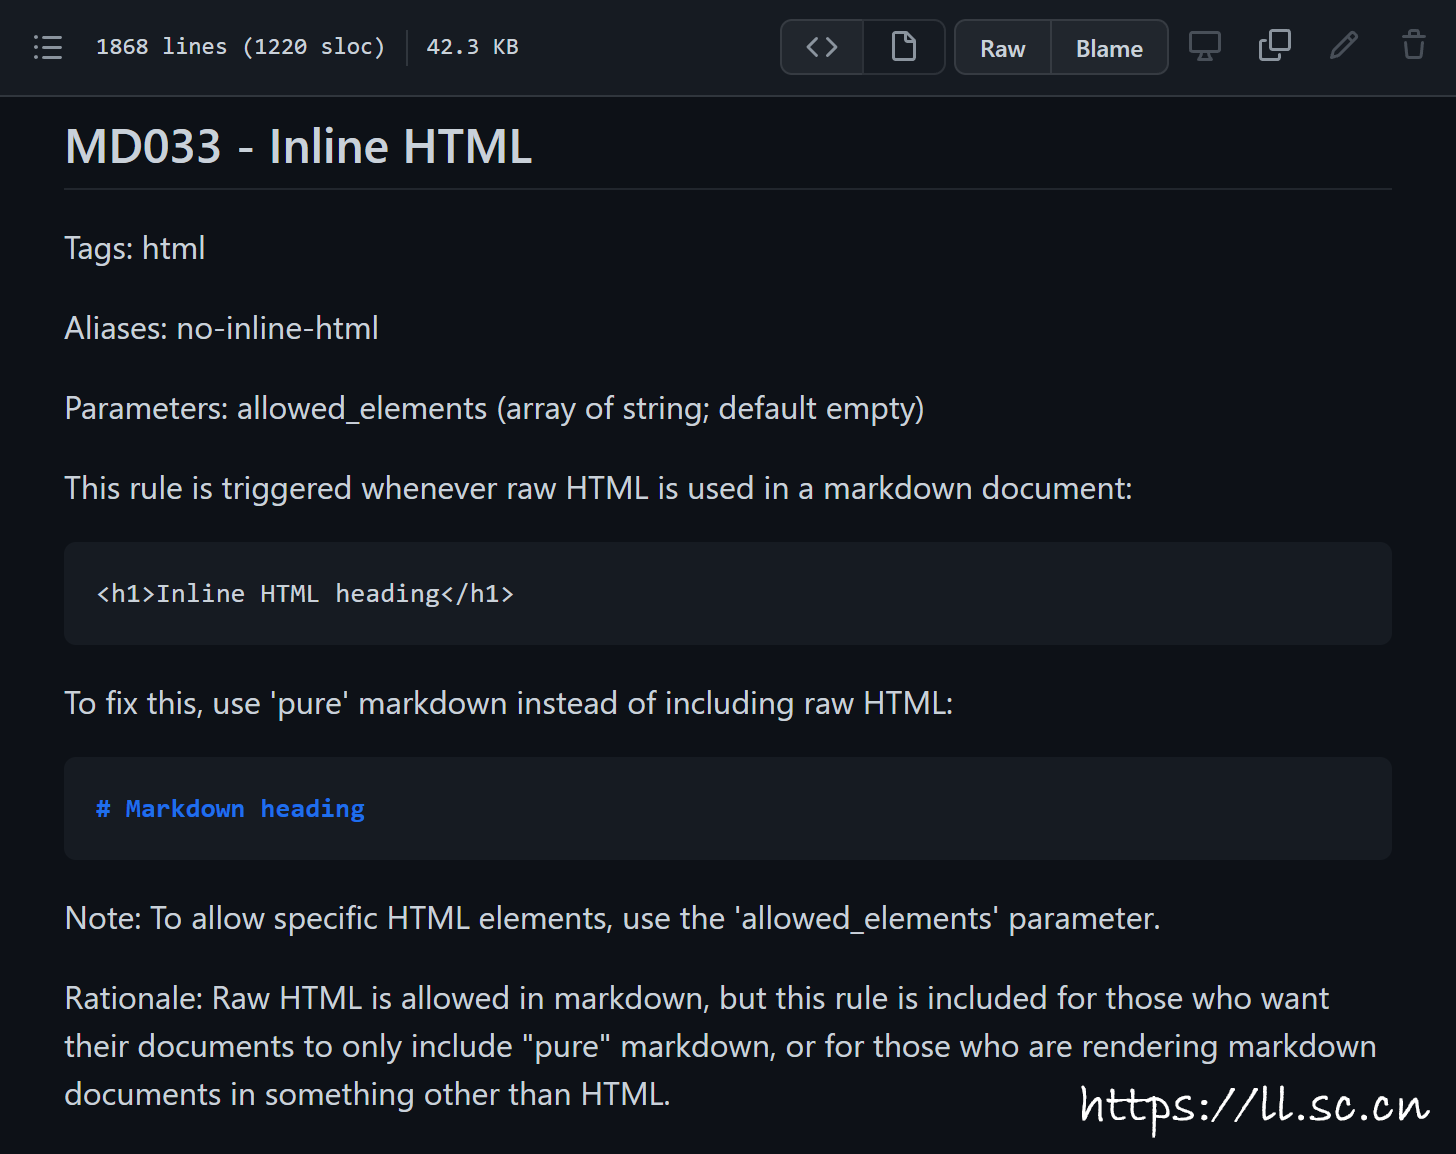 1868 lines (1220 sloc) 42.3 KB
Raw Blame
MD033 - Inline HTML
Tags: html
Aliases: no-inline-html
Parameters: allowed_elements (array of string; default empty)
This rule is triggered whenever raw HTML is used in a markdown document:
<h1>Inline HTML heading</h1>
To fix this, use 'pure' markdown instead of including raw HTML:
# Markdown heading
Note: To allow specific HTML elements, use the 'allowed_elements' parameter.
Rationale: Raw HTML is allowed in markdown, but this rule is included for those who want
their documents to only include "pure" markdown, or for those who are rendering markdown
documents in something other than HTML.
https://ll.sc.cn